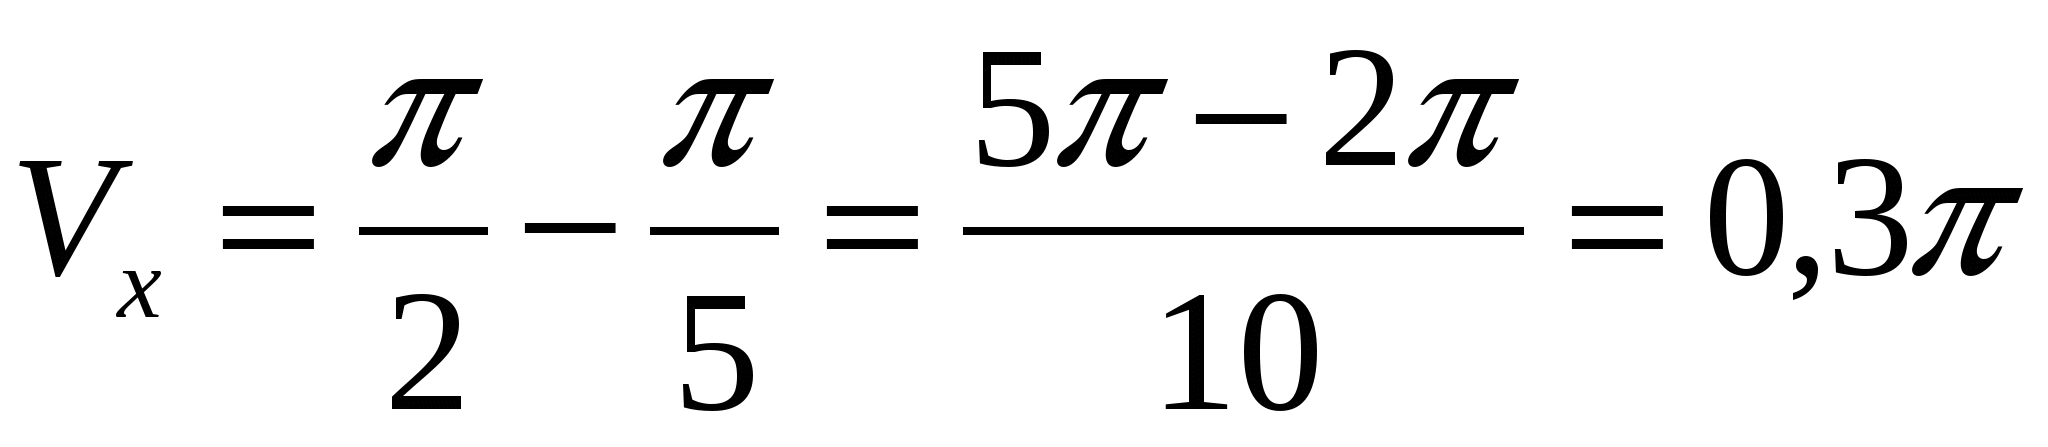 V_x = π/2 − π/5 = (5π − 2π)/10 = 0,3π